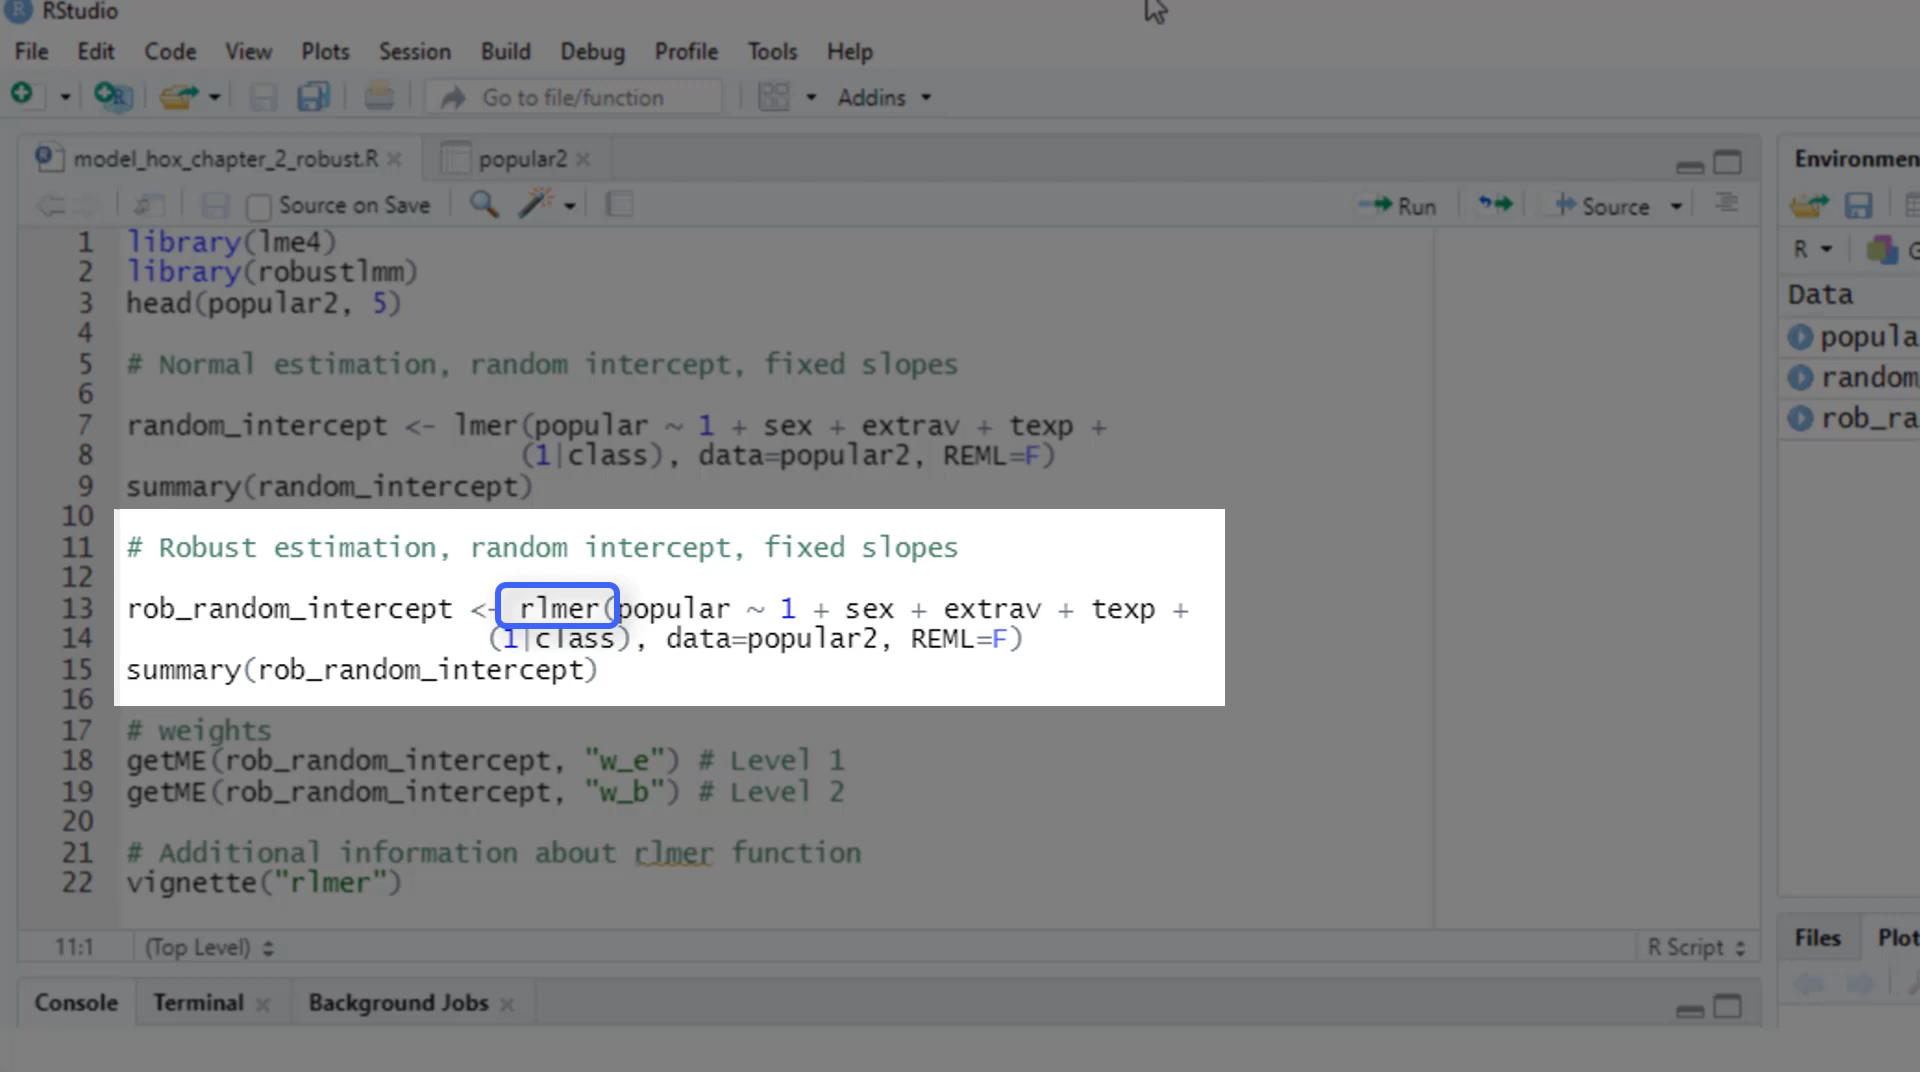 RStudio
File Edit Code View Plots Session Build Debug Profile Tools Help
Go to file/function Addins
model_hox_chapter_2_robust.R popular2
Source on Save Run Source
1 library(lme4)
2 library(robustlmm)
3 head(popular2, 5)
4
5 # Normal estimation, random intercept, fixed slopes
6
7 random_intercept <- lmer(popular ~ 1 + sex + extrav + texp +
8 (1|class), data=popular2, REML=F)
9 summary(random_intercept)
10
11 # Robust estimation, random intercept, fixed slopes
12
13 rob_random_intercept <- rlmer(popular ~ 1 + sex + extrav + texp +
14 (1|class), data=popular2, REML=F)
15 summary(rob_random_intercept)
16
17 # weights
18 getME(rob_random_intercept, "w_e") # Level 1
19 getME(rob_random_intercept, "w_b") # Level 2
20
21 # Additional information about rlmer function
22 vignette("rlmer")
11:1 (Top Level) R Script
Console Terminal Background Jobs
Environmen
R G
Data
popula
random
rob_ra
Files Plot